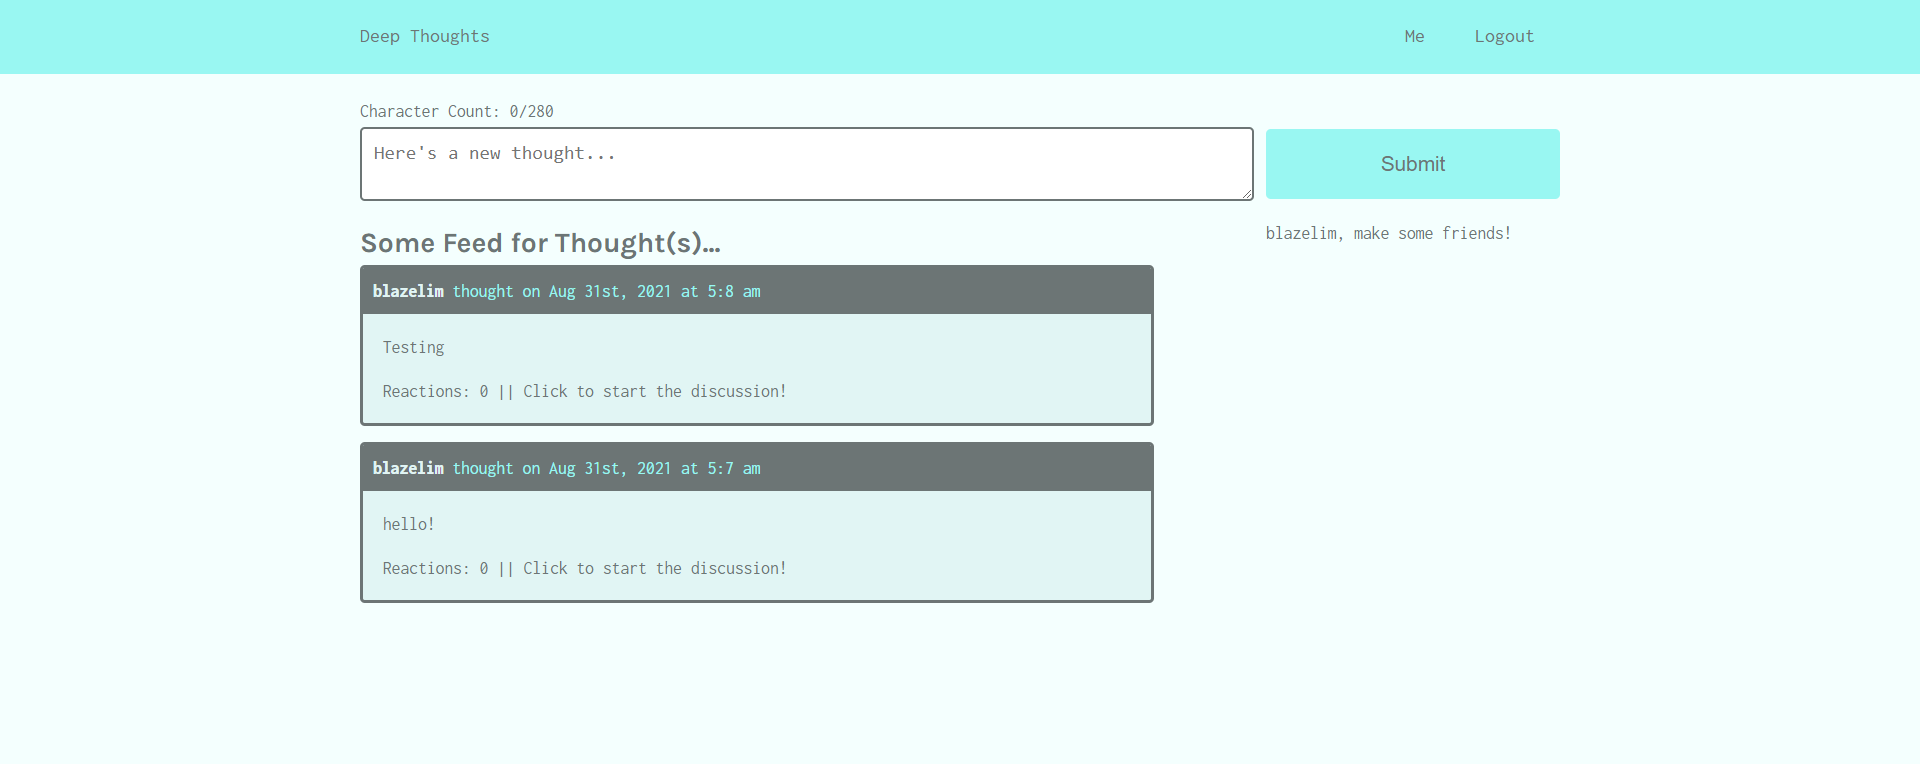 Deep Thoughts Me Logout
Character Count: 0/280
Here's a new thought...
Submit
Some Feed for Thought(s)...
blazelim, make some friends!
blazelim thought on Aug 31st, 2021 at 5:8 am
Testing
Reactions: 0 || Click to start the discussion!
blazelim thought on Aug 31st, 2021 at 5:7 am
hello!
Reactions: 0 || Click to start the discussion!